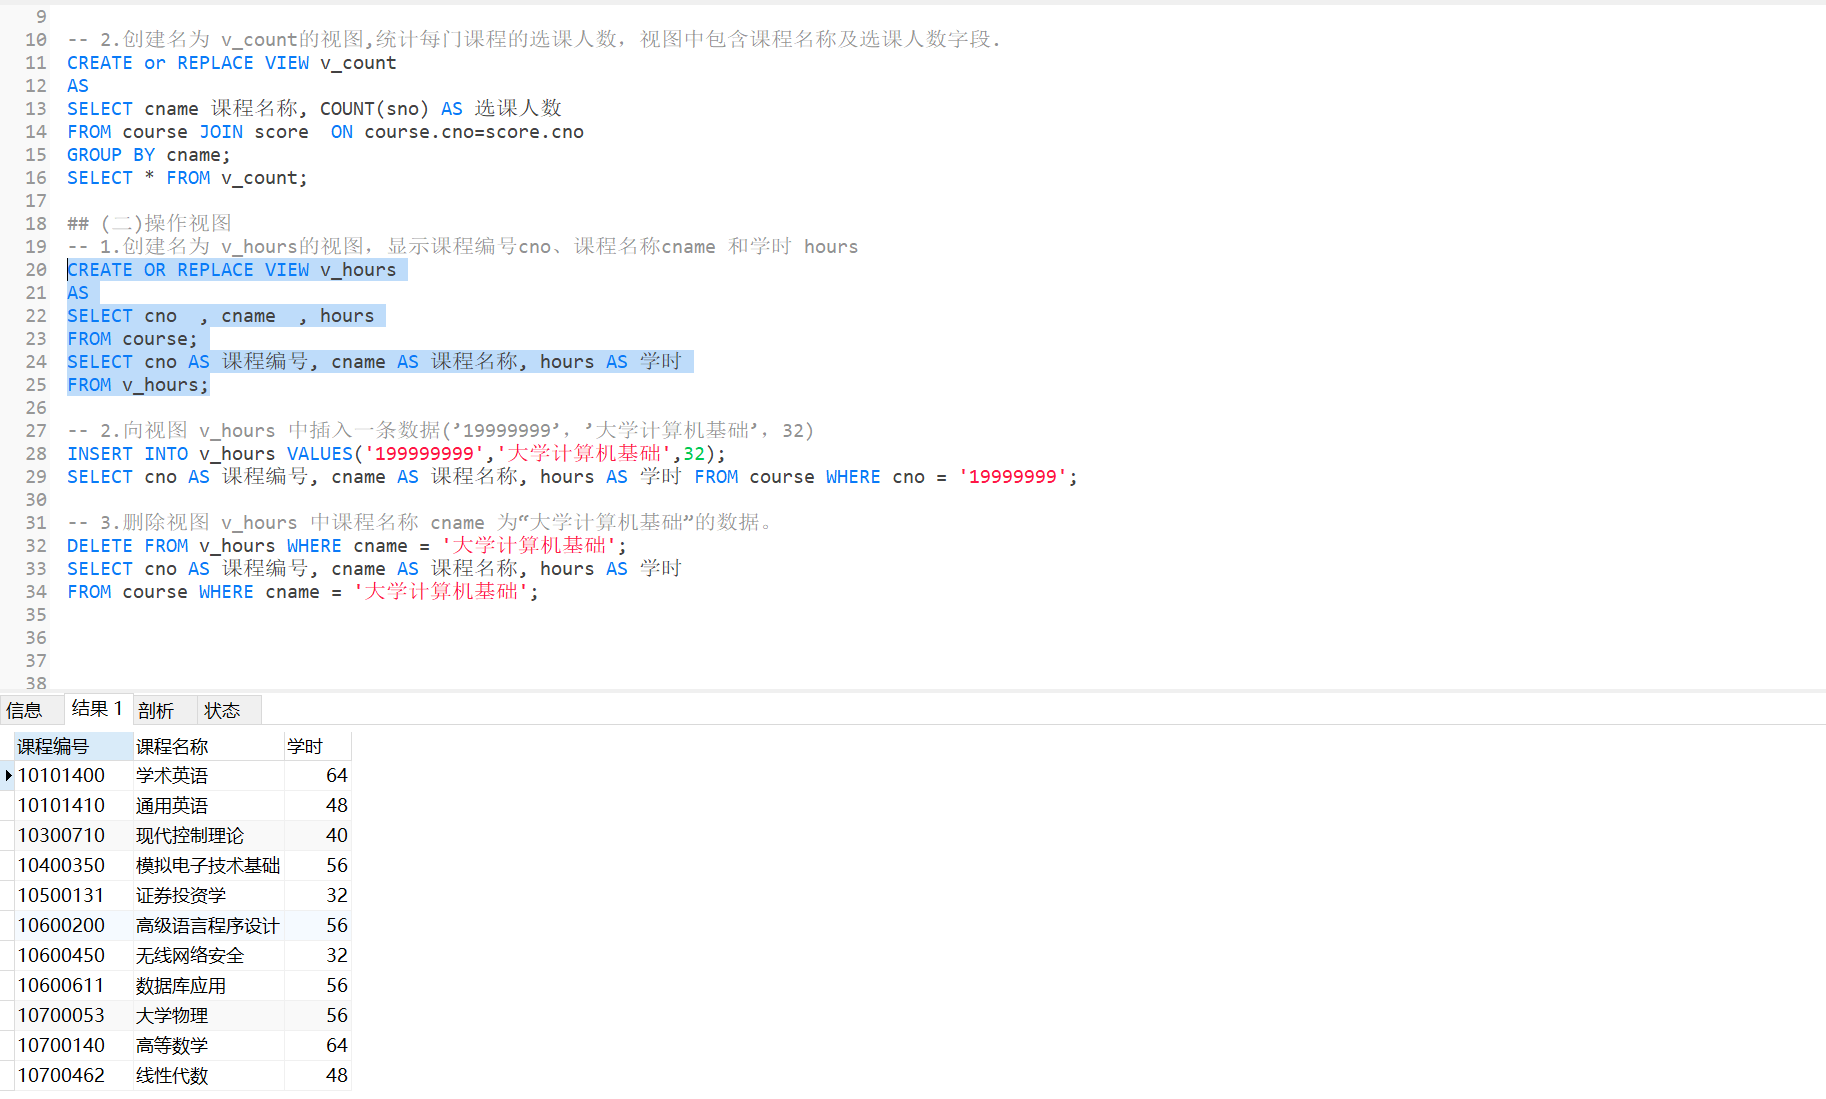 9
10 -- 2.创建名为 v_count的视图,统计每门课程的选课人数，视图中包含课程名称及选课人数字段.
11 CREATE or REPLACE VIEW v_count
12 AS
13 SELECT cname 课程名称, COUNT(sno) AS 选课人数
14 FROM course JOIN score  ON course.cno=score.cno
15 GROUP BY cname;
16 SELECT * FROM v_count;
17
18 ## (二)操作视图
19 -- 1.创建名为 v_hours的视图，显示课程编号cno、课程名称cname 和学时 hours
20 CREATE OR REPLACE VIEW v_hours
21 AS
22 SELECT cno  , cname  , hours
23 FROM course;
24 SELECT cno AS 课程编号, cname AS 课程名称, hours AS 学时
25 FROM v_hours;
26
27 -- 2.向视图 v_hours 中插入一条数据(’19999999’，’大学计算机基础’，32)
28 INSERT INTO v_hours VALUES('199999999','大学计算机基础',32);
29 SELECT cno AS 课程编号, cname AS 课程名称, hours AS 学时 FROM course WHERE cno = '19999999';
30
31 -- 3.删除视图 v_hours 中课程名称 cname 为“大学计算机基础”的数据。
32 DELETE FROM v_hours WHERE cname = '大学计算机基础';
33 SELECT cno AS 课程编号, cname AS 课程名称, hours AS 学时
34 FROM course WHERE cname = '大学计算机基础';
35
36
37
38
信息 结果 1 剖析 状态
课程编号 课程名称 学时
10101400 学术英语 64
10101410 通用英语 48
10300710 现代控制理论 40
10400350 模拟电子技术基础 56
10500131 证券投资学 32
10600200 高级语言程序设计 56
10600450 无线网络安全 32
10600611 数据库应用 56
10700053 大学物理 56
10700140 高等数学 64
10700462 线性代数 48